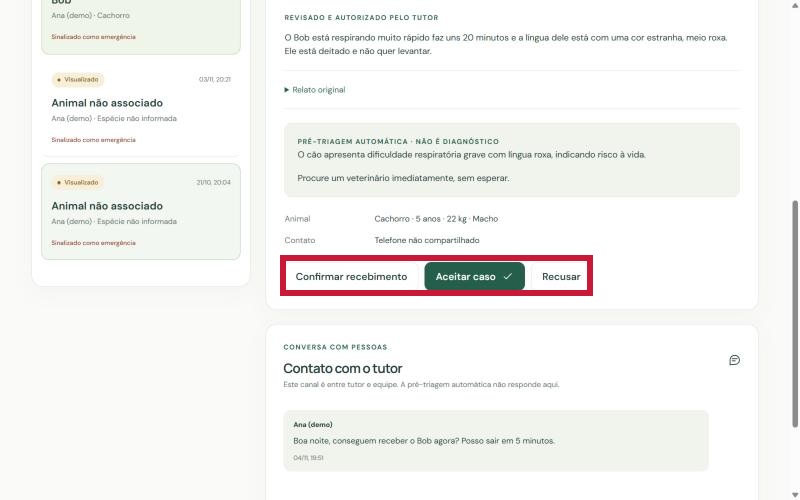 Bob
Ana (demo) · Cachorro
Sinalizado como emergência
Visualizado
03/11, 20:21
Animal não associado
Ana (demo) · Espécie não informada
Sinalizado como emergência
Visualizado
21/10, 20:04
Animal não associado
Ana (demo) · Espécie não informada
Sinalizado como emergência
REVISADO E AUTORIZADO PELO TUTOR
O Bob está respirando muito rápido faz uns 20 minutos e a língua dele está com uma cor estranha, meio roxa.
Ele está deitado e não quer levantar.
Relato original
PRÉ-TRIAGEM AUTOMÁTICA · NÃO É DIAGNÓSTICO
O cão apresenta dificuldade respiratória grave com língua roxa, indicando risco à vida.
Procure um veterinário imediatamente, sem esperar.
Animal
Cachorro · 5 anos · 22 kg · Macho
Contato
Telefone não compartilhado
Confirmar recebimento
Aceitar caso
Recusar
CONVERSA COM PESSOAS
Contato com o tutor
Este canal é entre tutor e equipe. A pré-triagem automática não responde aqui.
Ana (demo)
Boa noite, conseguem receber o Bob agora? Posso sair em 5 minutos.
04/11, 19:51